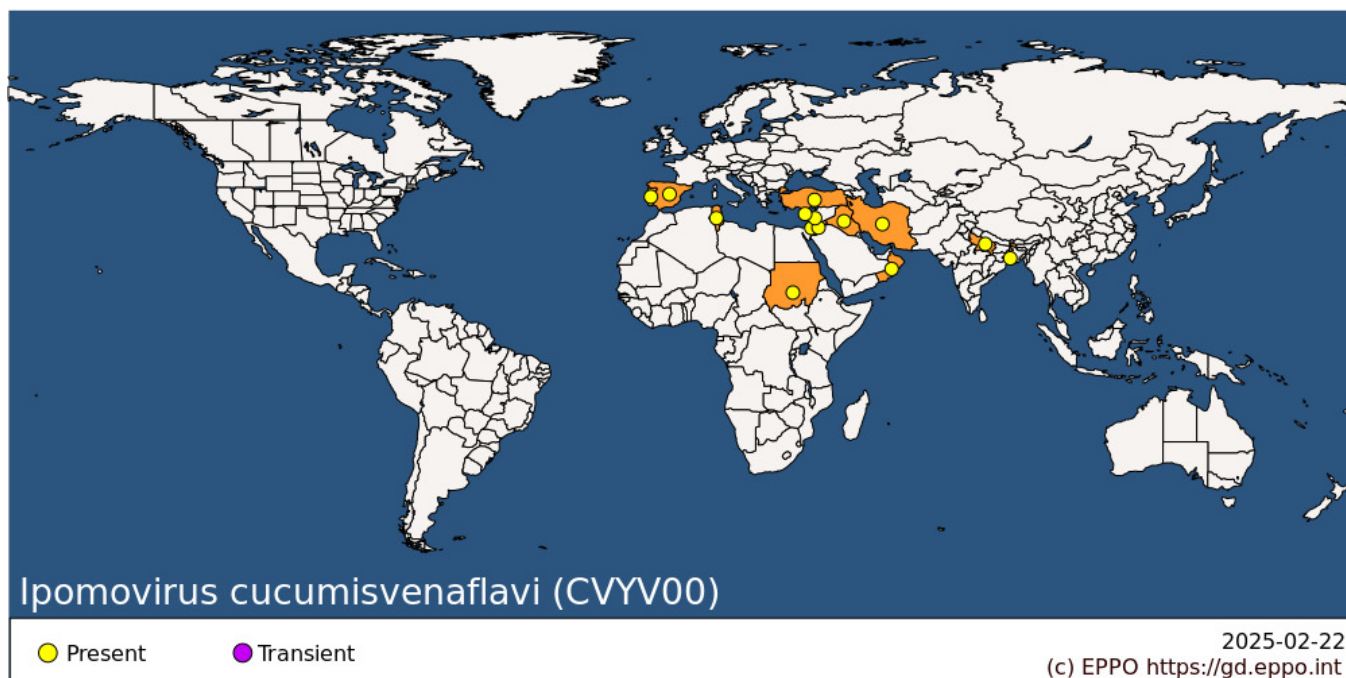 Ipomovirus cucumisvenaflavi (CVYV00)
Present
Transient
2025-02-22
(c) EPPO https://gd.eppo.int